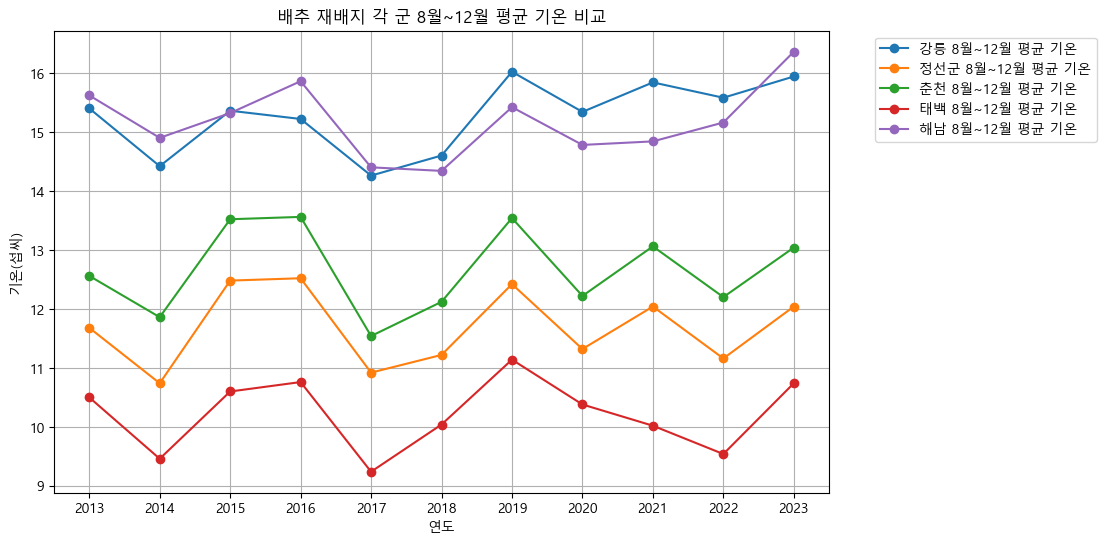 배추 재배지 각 군 8월~12월 평균 기온 비교
강릉 8월~12월 평균 기온
정선군 8월~12월 평균 기온
춘천 8월~12월 평균 기온
태백 8월~12월 평균 기온
해남 8월~12월 평균 기온
기온(섭씨)
16
15
14
13
12
11
10
9
2013 2014 2015 2016 2017 2018 2019 2020 2021 2022 2023
연도